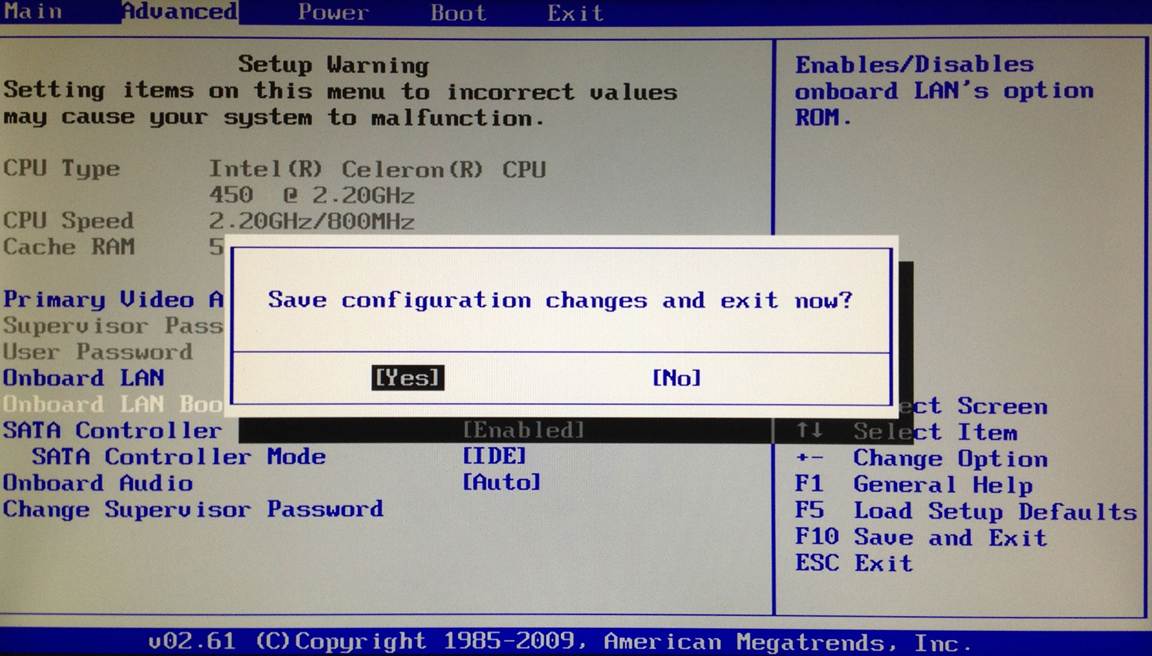 Main Advanced Power Boot Exit
Setup Warning
Setting items on this menu to incorrect values
may cause your system to malfunction.
CPU Type Intel(R) Celeron(R) CPU
450 @ 2.20GHz
CPU Speed 2.20GHz/800MHz
Cache RAM 5
Primary Video A
Supervisor Pass
User Password
Onboard LAN
Onboard LAN Boo
SATA Controller [Enabled]
SATA Controller Mode [IDE]
Onboard Audio [Auto]
Change Supervisor Password
Save configuration changes and exit now?
[Yes] [No]
Enables/Disables
onboard LAN's option
ROM.
ect Screen
↑↓ Select Item
+- Change Option
F1 General Help
F5 Load Setup Defaults
F10 Save and Exit
ESC Exit
v02.61 (C)Copyright 1985-2009, American Megatrends, Inc.